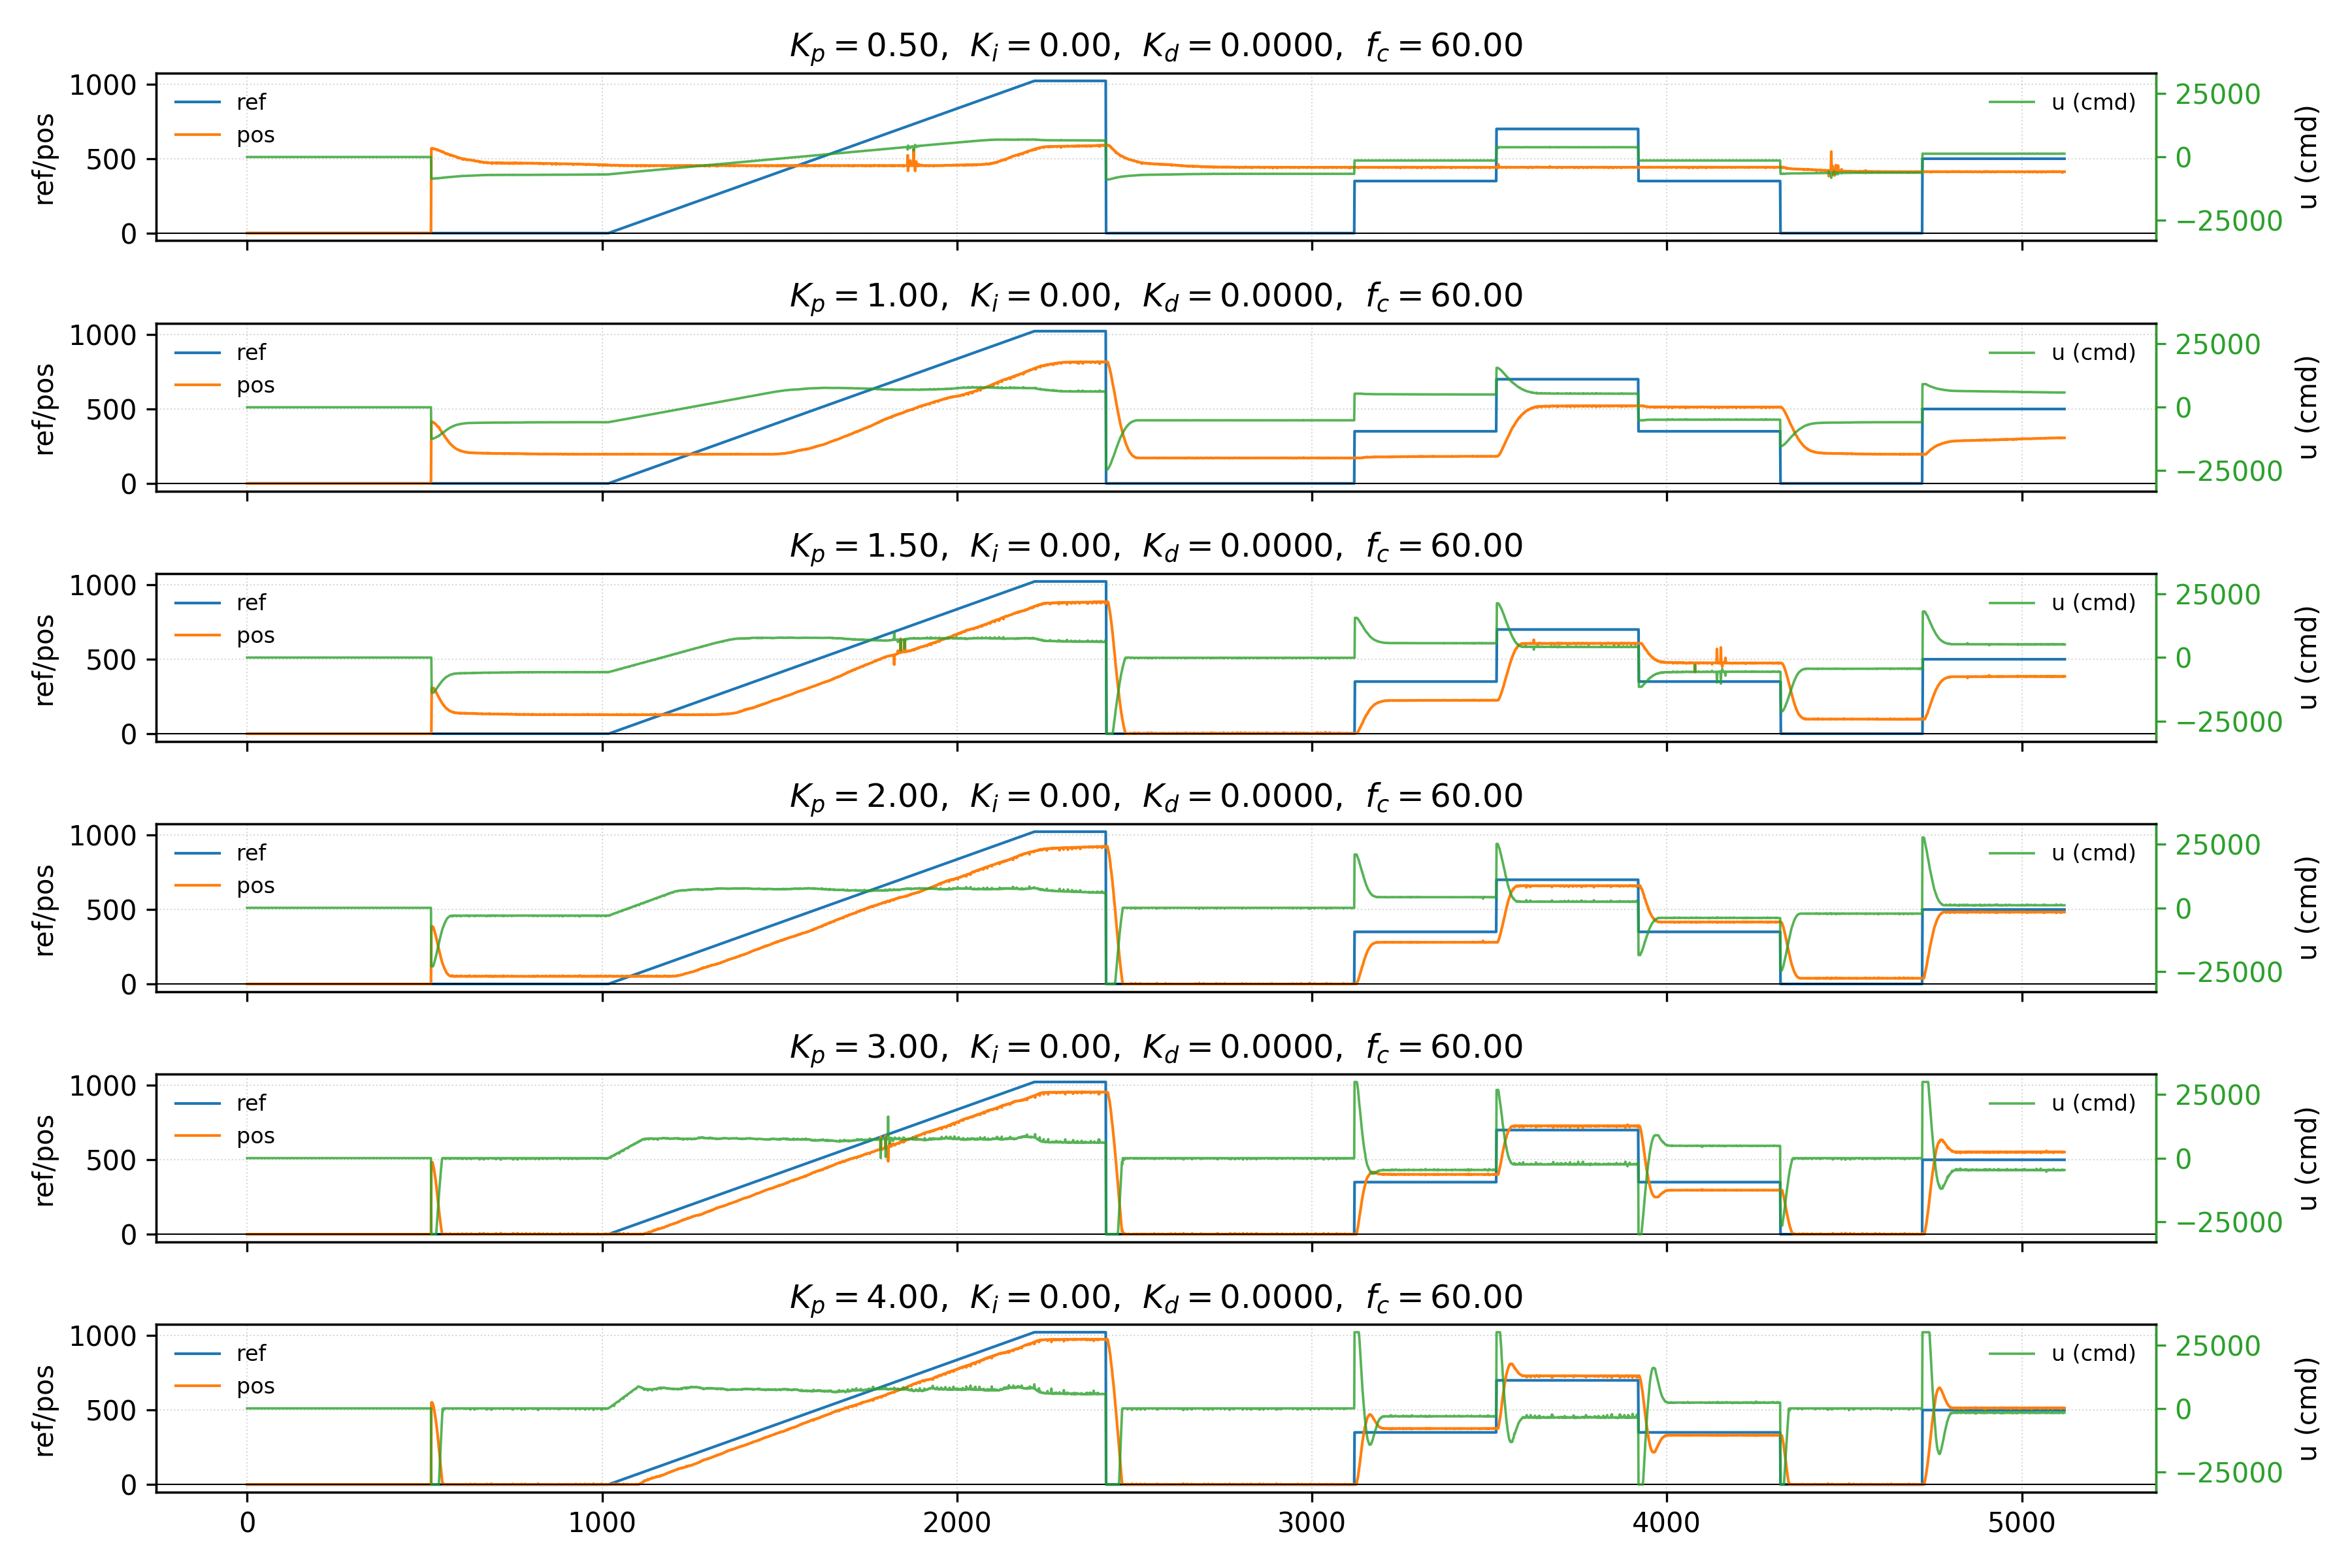 K_p = 0.50, K_i = 0.00, K_d = 0.0000, f_c = 60.00
ref/pos
1000
500
0
ref
pos
u (cmd)
25000
0
−25000
u (cmd)
K_p = 1.00, K_i = 0.00, K_d = 0.0000, f_c = 60.00
ref/pos
1000
500
0
ref
pos
u (cmd)
25000
0
−25000
u (cmd)
K_p = 1.50, K_i = 0.00, K_d = 0.0000, f_c = 60.00
ref/pos
1000
500
0
ref
pos
u (cmd)
25000
0
−25000
u (cmd)
K_p = 2.00, K_i = 0.00, K_d = 0.0000, f_c = 60.00
ref/pos
1000
500
0
ref
pos
u (cmd)
25000
0
−25000
u (cmd)
K_p = 3.00, K_i = 0.00, K_d = 0.0000, f_c = 60.00
ref/pos
1000
500
0
ref
pos
u (cmd)
25000
0
−25000
u (cmd)
K_p = 4.00, K_i = 0.00, K_d = 0.0000, f_c = 60.00
ref/pos
1000
500
0
ref
pos
u (cmd)
25000
0
−25000
u (cmd)
0 1000 2000 3000 4000 5000